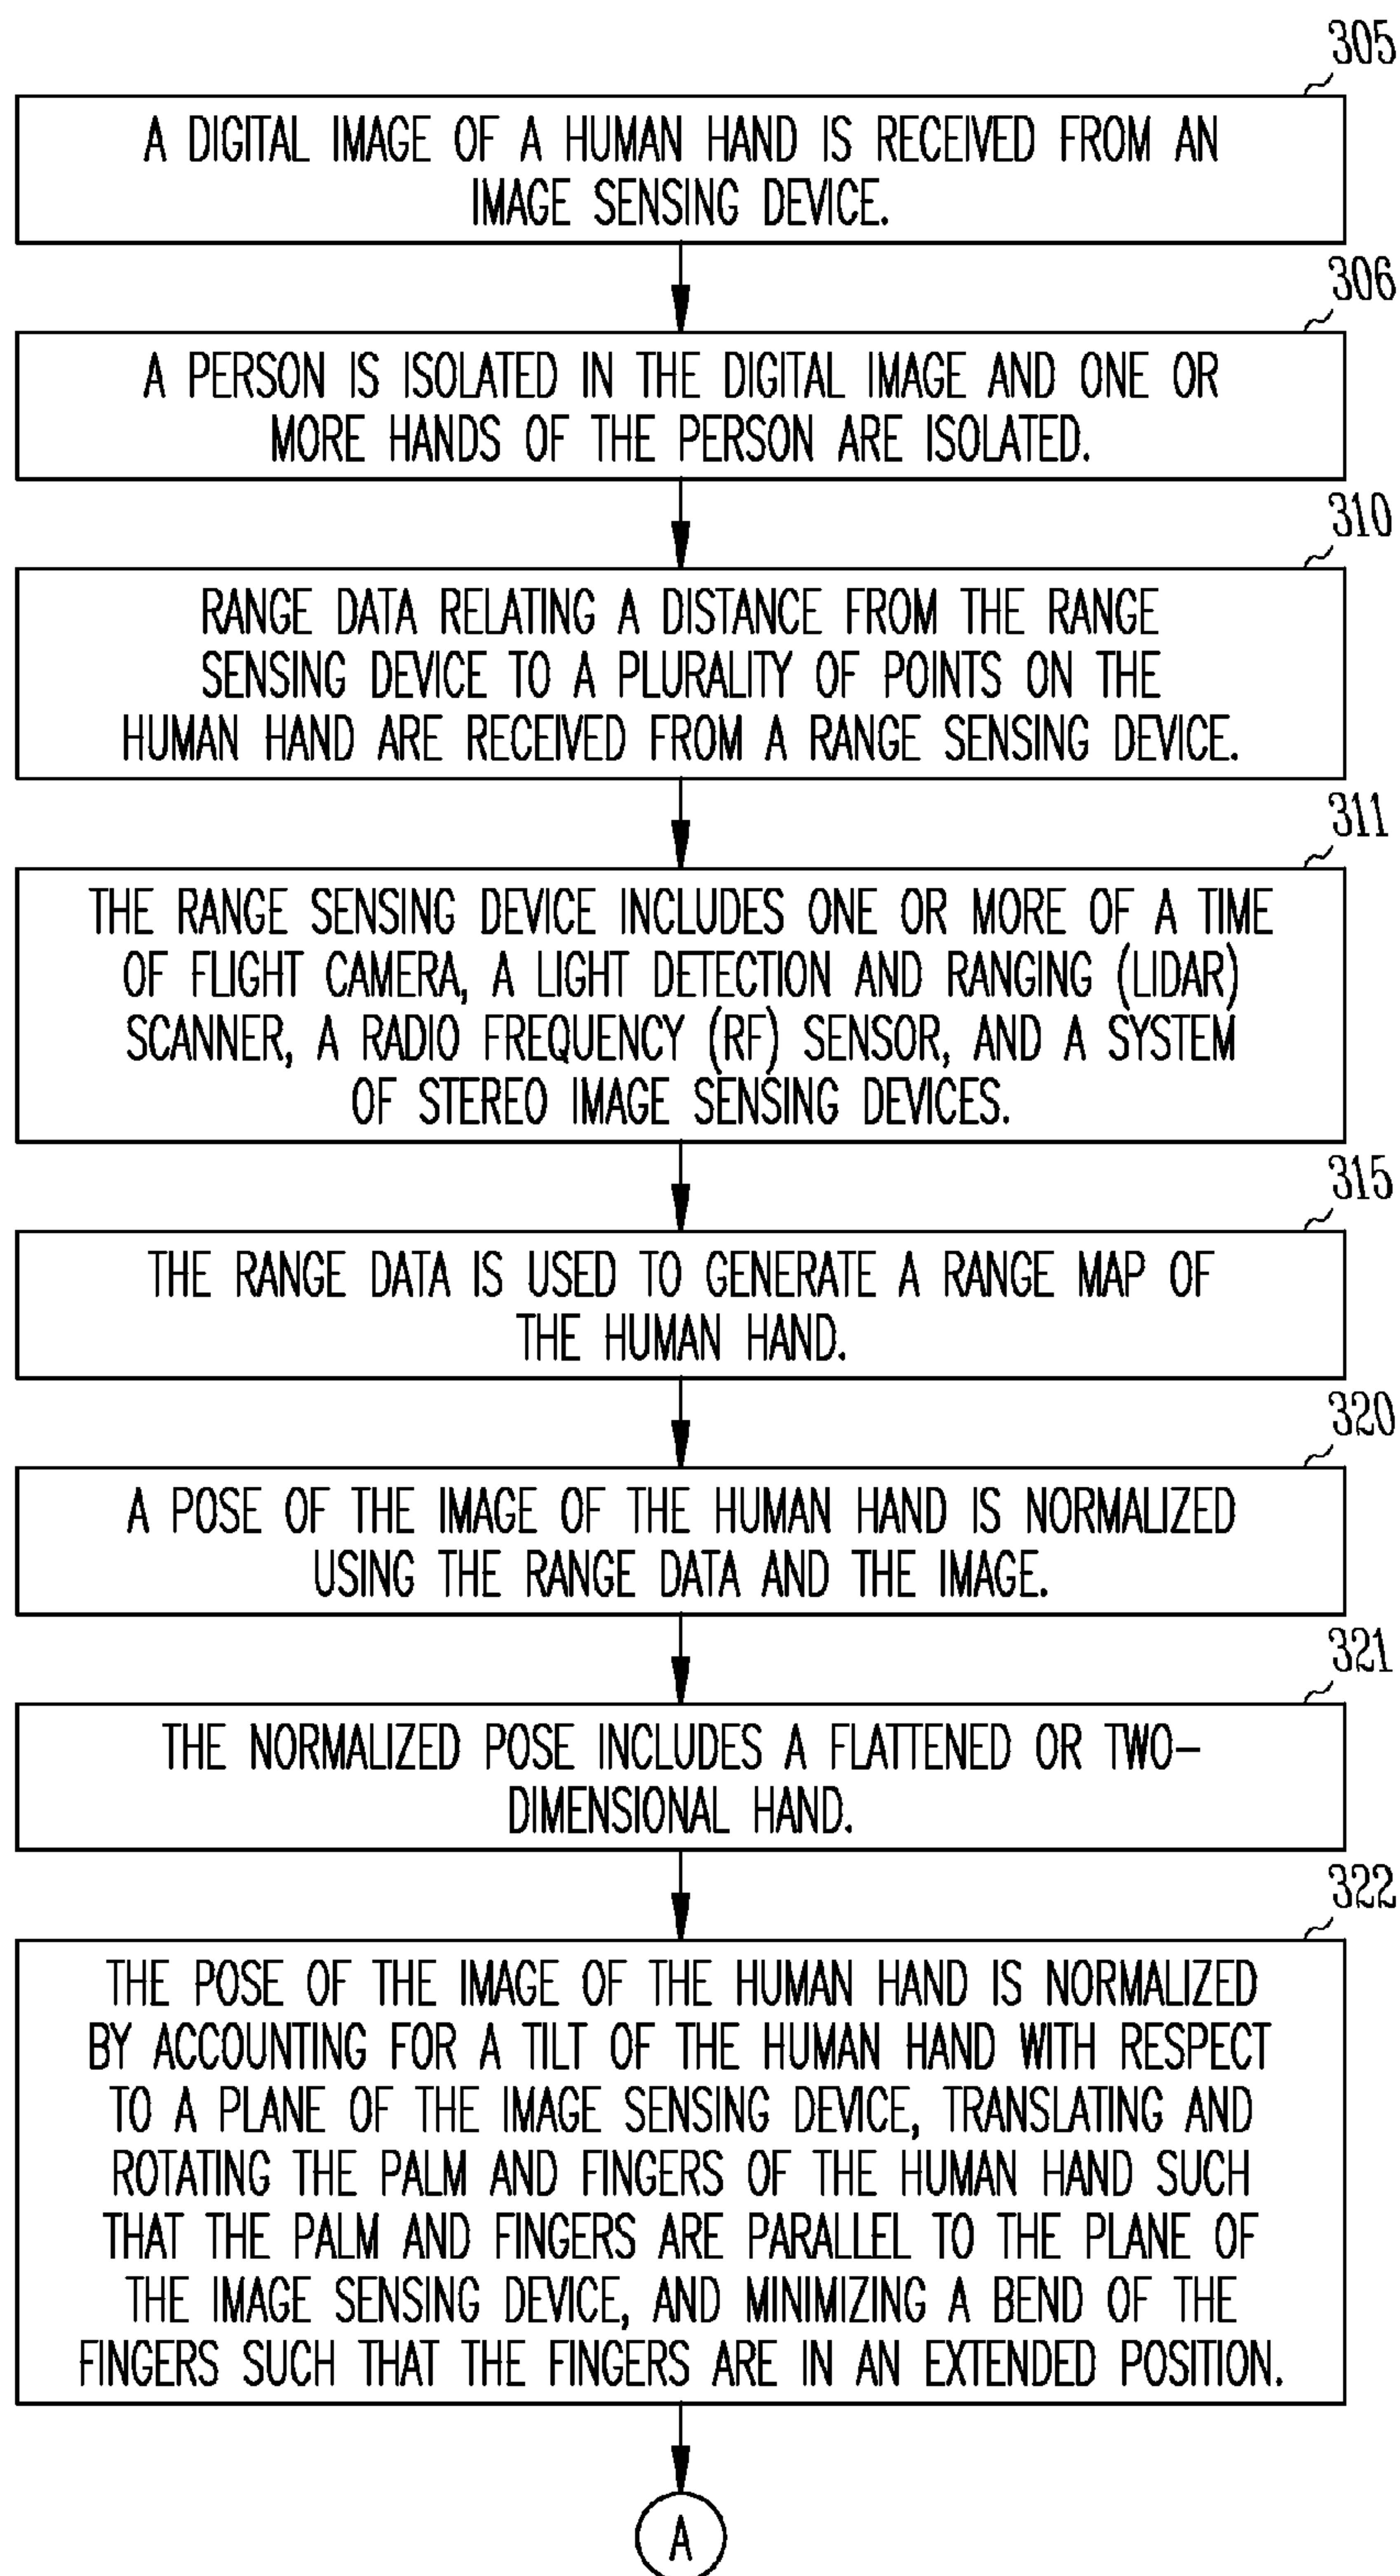 305
A DIGITAL IMAGE OF A HUMAN HAND IS RECEIVED FROM AN
IMAGE SENSING DEVICE.
306
A PERSON IS ISOLATED IN THE DIGITAL IMAGE AND ONE OR
MORE HANDS OF THE PERSON ARE ISOLATED.
310
RANGE DATA RELATING A DISTANCE FROM THE RANGE
SENSING DEVICE TO A PLURALITY OF POINTS ON THE
HUMAN HAND ARE RECEIVED FROM A RANGE SENSING DEVICE.
311
THE RANGE SENSING DEVICE INCLUDES ONE OR MORE OF A TIME
OF FLIGHT CAMERA, A LIGHT DETECTION AND RANGING (LIDAR)
SCANNER, A RADIO FREQUENCY (RF) SENSOR, AND A SYSTEM
OF STEREO IMAGE SENSING DEVICES.
315
THE RANGE DATA IS USED TO GENERATE A RANGE MAP OF
THE HUMAN HAND.
320
A POSE OF THE IMAGE OF THE HUMAN HAND IS NORMALIZED
USING THE RANGE DATA AND THE IMAGE.
321
THE NORMALIZED POSE INCLUDES A FLATTENED OR TWO-
DIMENSIONAL HAND.
322
THE POSE OF THE IMAGE OF THE HUMAN HAND IS NORMALIZED
BY ACCOUNTING FOR A TILT OF THE HUMAN HAND WITH RESPECT
TO A PLANE OF THE IMAGE SENSING DEVICE, TRANSLATING AND
ROTATING THE PALM AND FINGERS OF THE HUMAN HAND SUCH
THAT THE PALM AND FINGERS ARE PARALLEL TO THE PLANE OF
THE IMAGE SENSING DEVICE, AND MINIMIZING A BEND OF THE
FINGERS SUCH THAT THE FINGERS ARE IN AN EXTENDED POSITION.
A